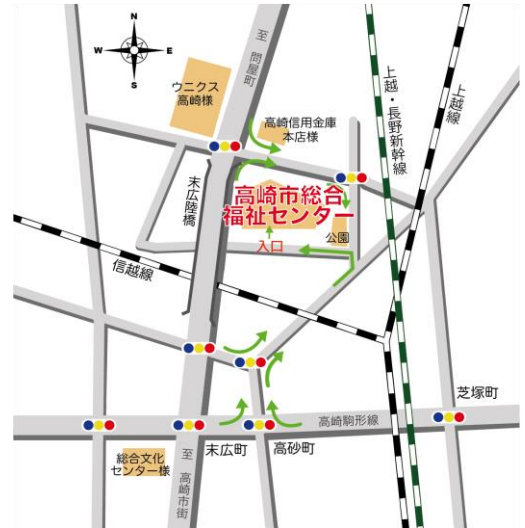 N
W E
S
至 問屋町
ウニクス
高崎様
高崎信用金庫
本店様
上越・長野新幹線
上越線
末広陸橋
高崎市総合
福祉センター
入口
公園
信越線
芝塚町
高崎駒形線
総合文化
センター様
末広町
高砂町
至 高崎市街